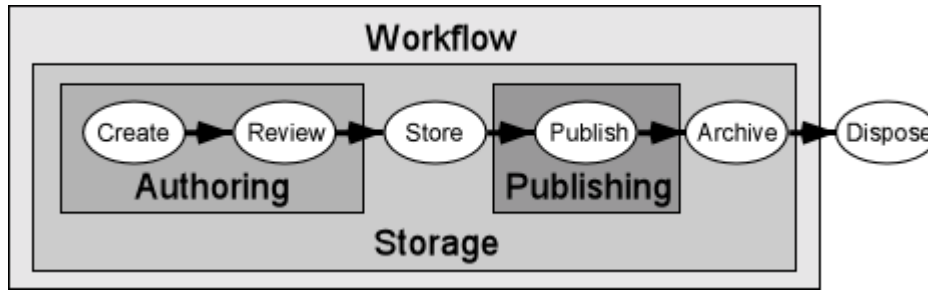 Workflow
Create Review Store Publish Archive Dispose
Authoring Publishing
Storage